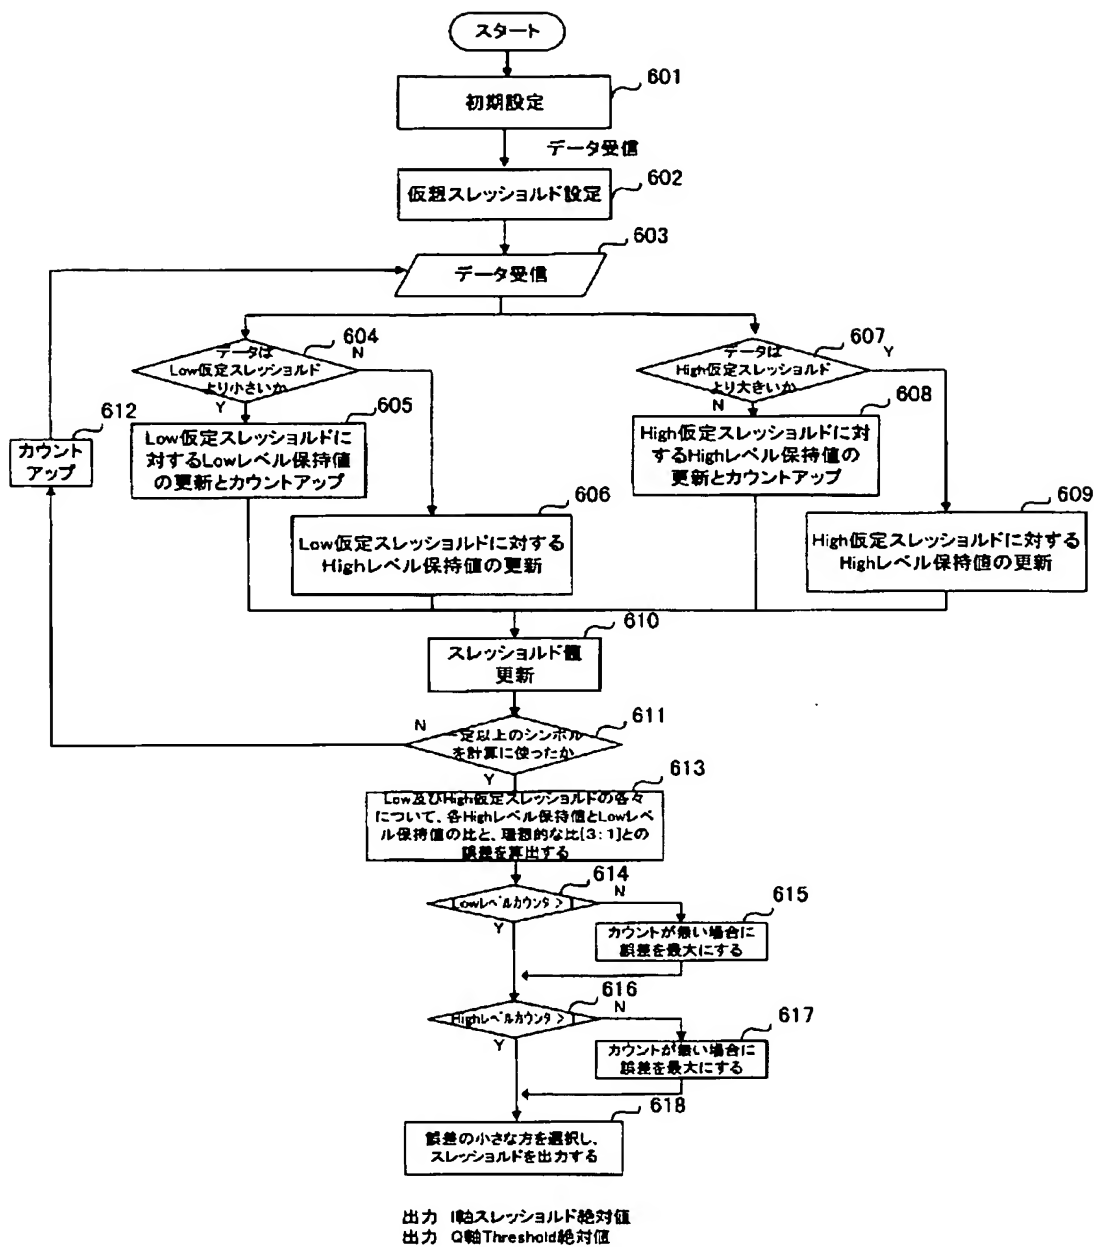 スタート
601
初期設定
データ受信
602
仮想スレッショルド設定
603
データ受信
604
データは
Low仮定スレッショルド
より小さいか
N
Y
607
データは
High仮定スレッショルド
より大きいか
Y
N
612
カウント
アップ
605
Low仮定スレッショルドに
対するLowレベル保持値
の更新とカウントアップ
608
High仮定スレッショルドに対
するHighレベル保持値の
更新とカウントアップ
606
Low仮定スレッショルドに対する
Highレベル保持値の更新
609
High仮定スレッショルドに対する
Highレベル保持値の更新
610
スレッショルド値
更新
611
N
一定以上のシンボル
を計算に使ったか
Y
613
Low及びHigh仮定スレッショルドの各々
について、各Highレベル保持値とLowレベ
ル保持値の比と、理想的な比[3:1]との
誤差を算出する
614
Lowレベルカウンタ >
N
Y
615
カウントが無い場合に
誤差を最大にする
616
Highレベルカウンタ >
N
Y
617
カウントが無い場合に
誤差を最大にする
618
誤差の小さな方を選択し、
スレッショルドを出力する
出力 I軸スレッショルド絶対値
出力 Q軸Threshold絶対値